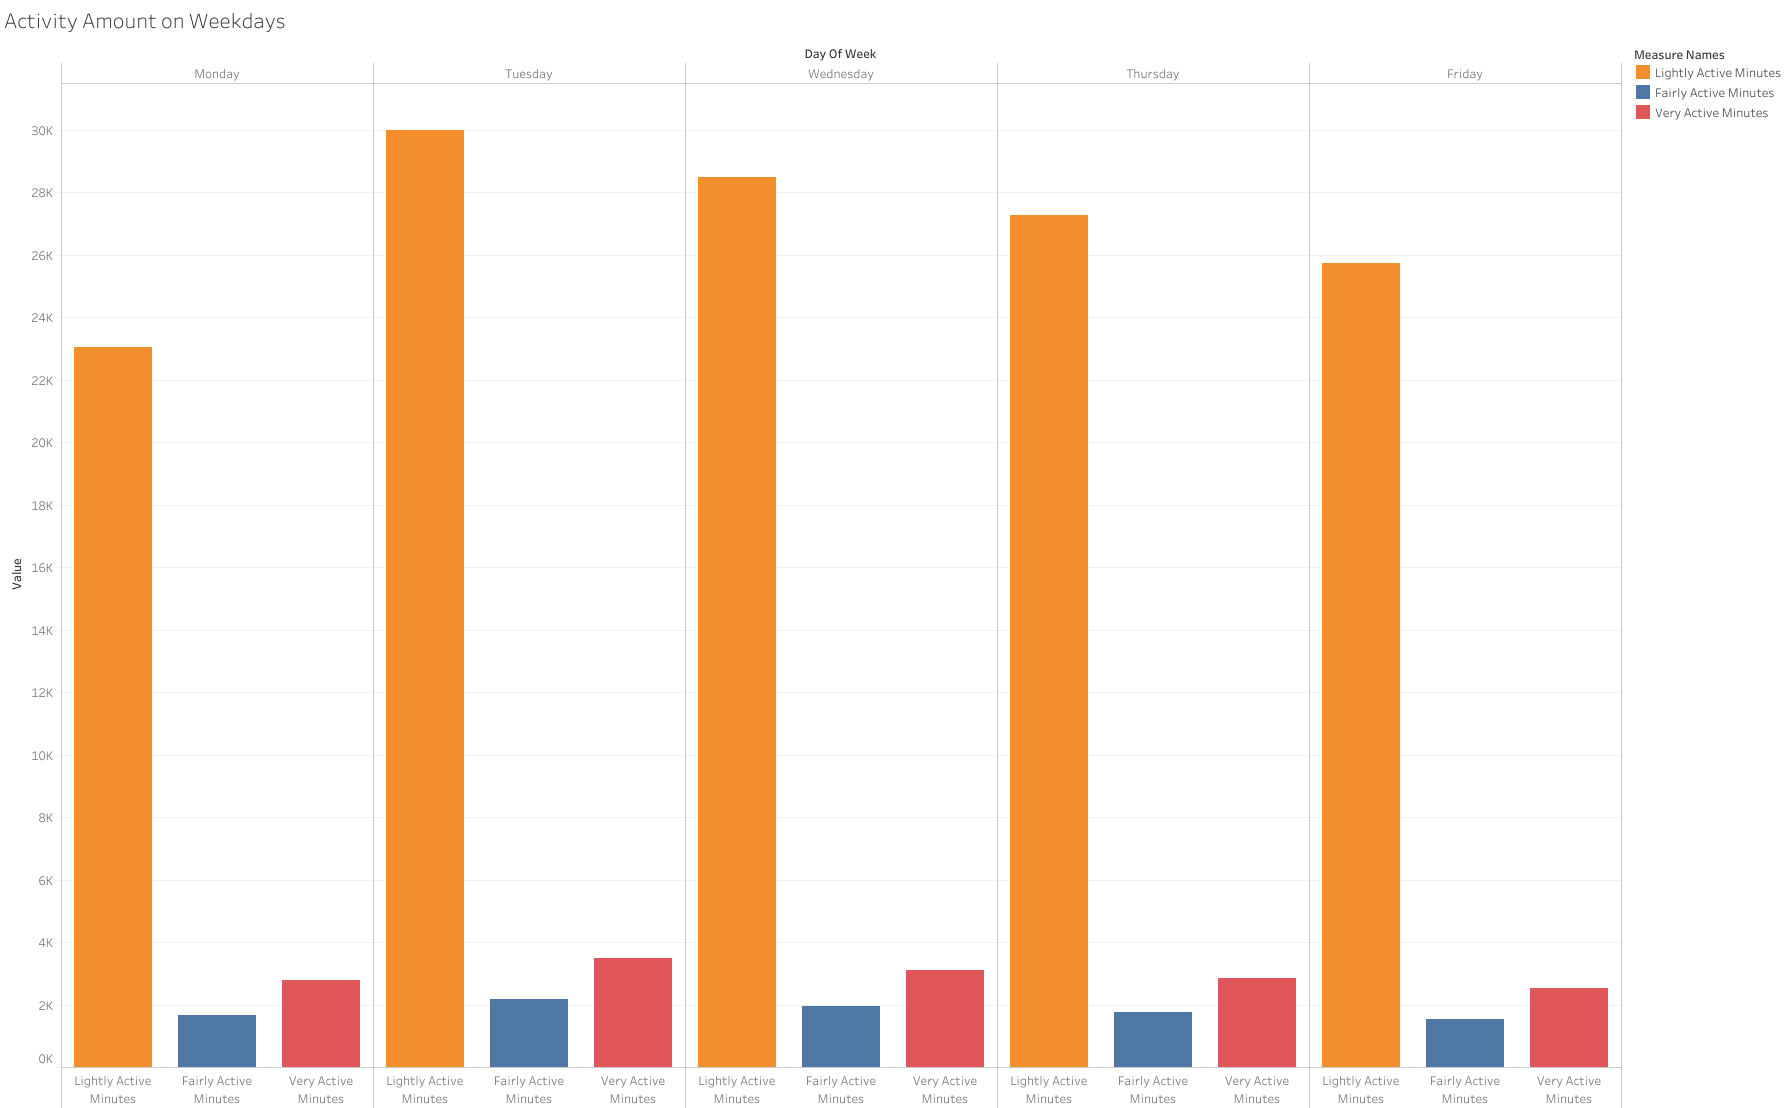 Activity Amount on Weekdays
Day Of Week
Monday Tuesday Wednesday Thursday Friday
Measure Names
Lightly Active Minutes
Fairly Active Minutes
Very Active Minutes
30K
28K
26K
24K
22K
20K
18K
16K
14K
12K
10K
8K
6K
4K
2K
0K
Value
Lightly Active Fairly Active Very Active Lightly Active Fairly Active Very Active Lightly Active Fairly Active Very Active Lightly Active Fairly Active Very Active Lightly Active Fairly Active Very Active
Minutes Minutes Minutes Minutes Minutes Minutes Minutes Minutes Minutes Minutes Minutes Minutes Minutes Minutes Minutes